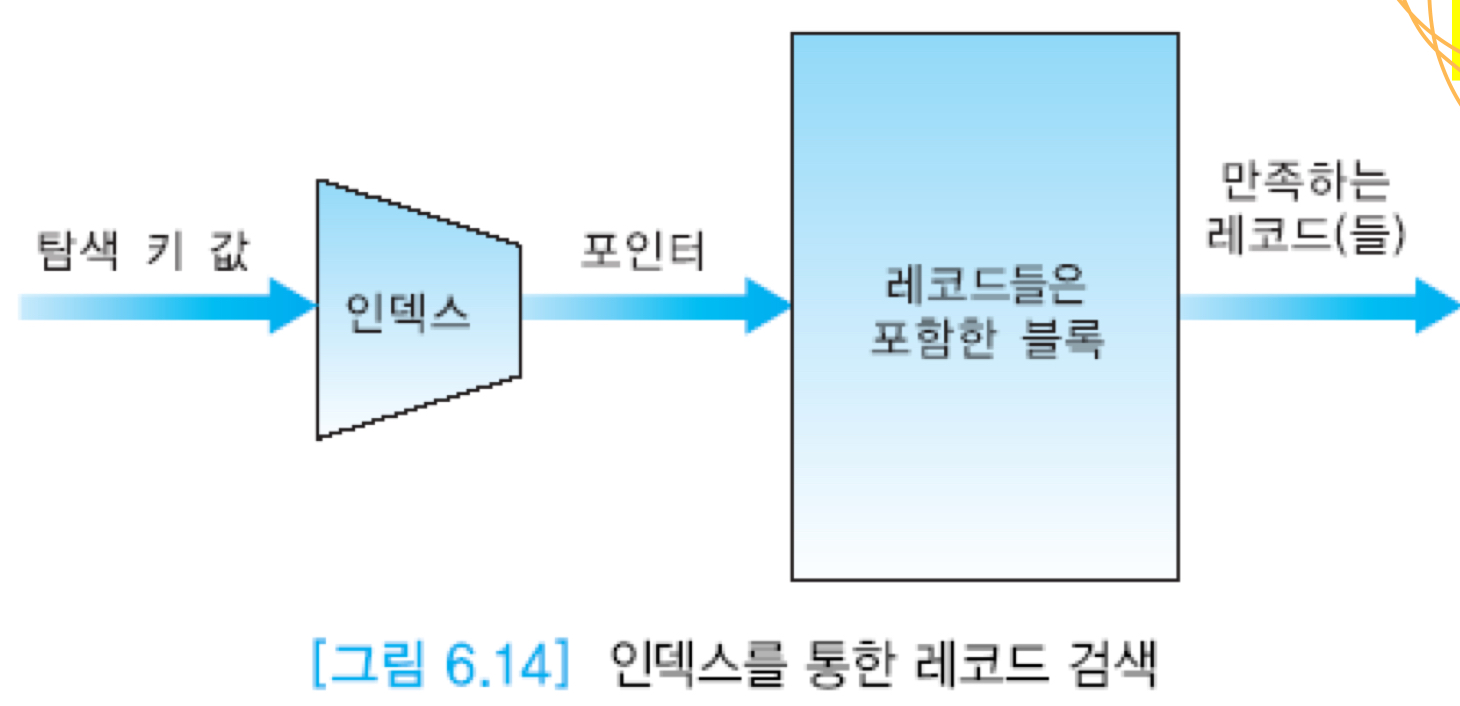 탐색 키 값
인덱스
포인터
레코드들은
포함한 블록
만족하는
레코드(들)
[그림 6.14] 인덱스를 통한 레코드 검색